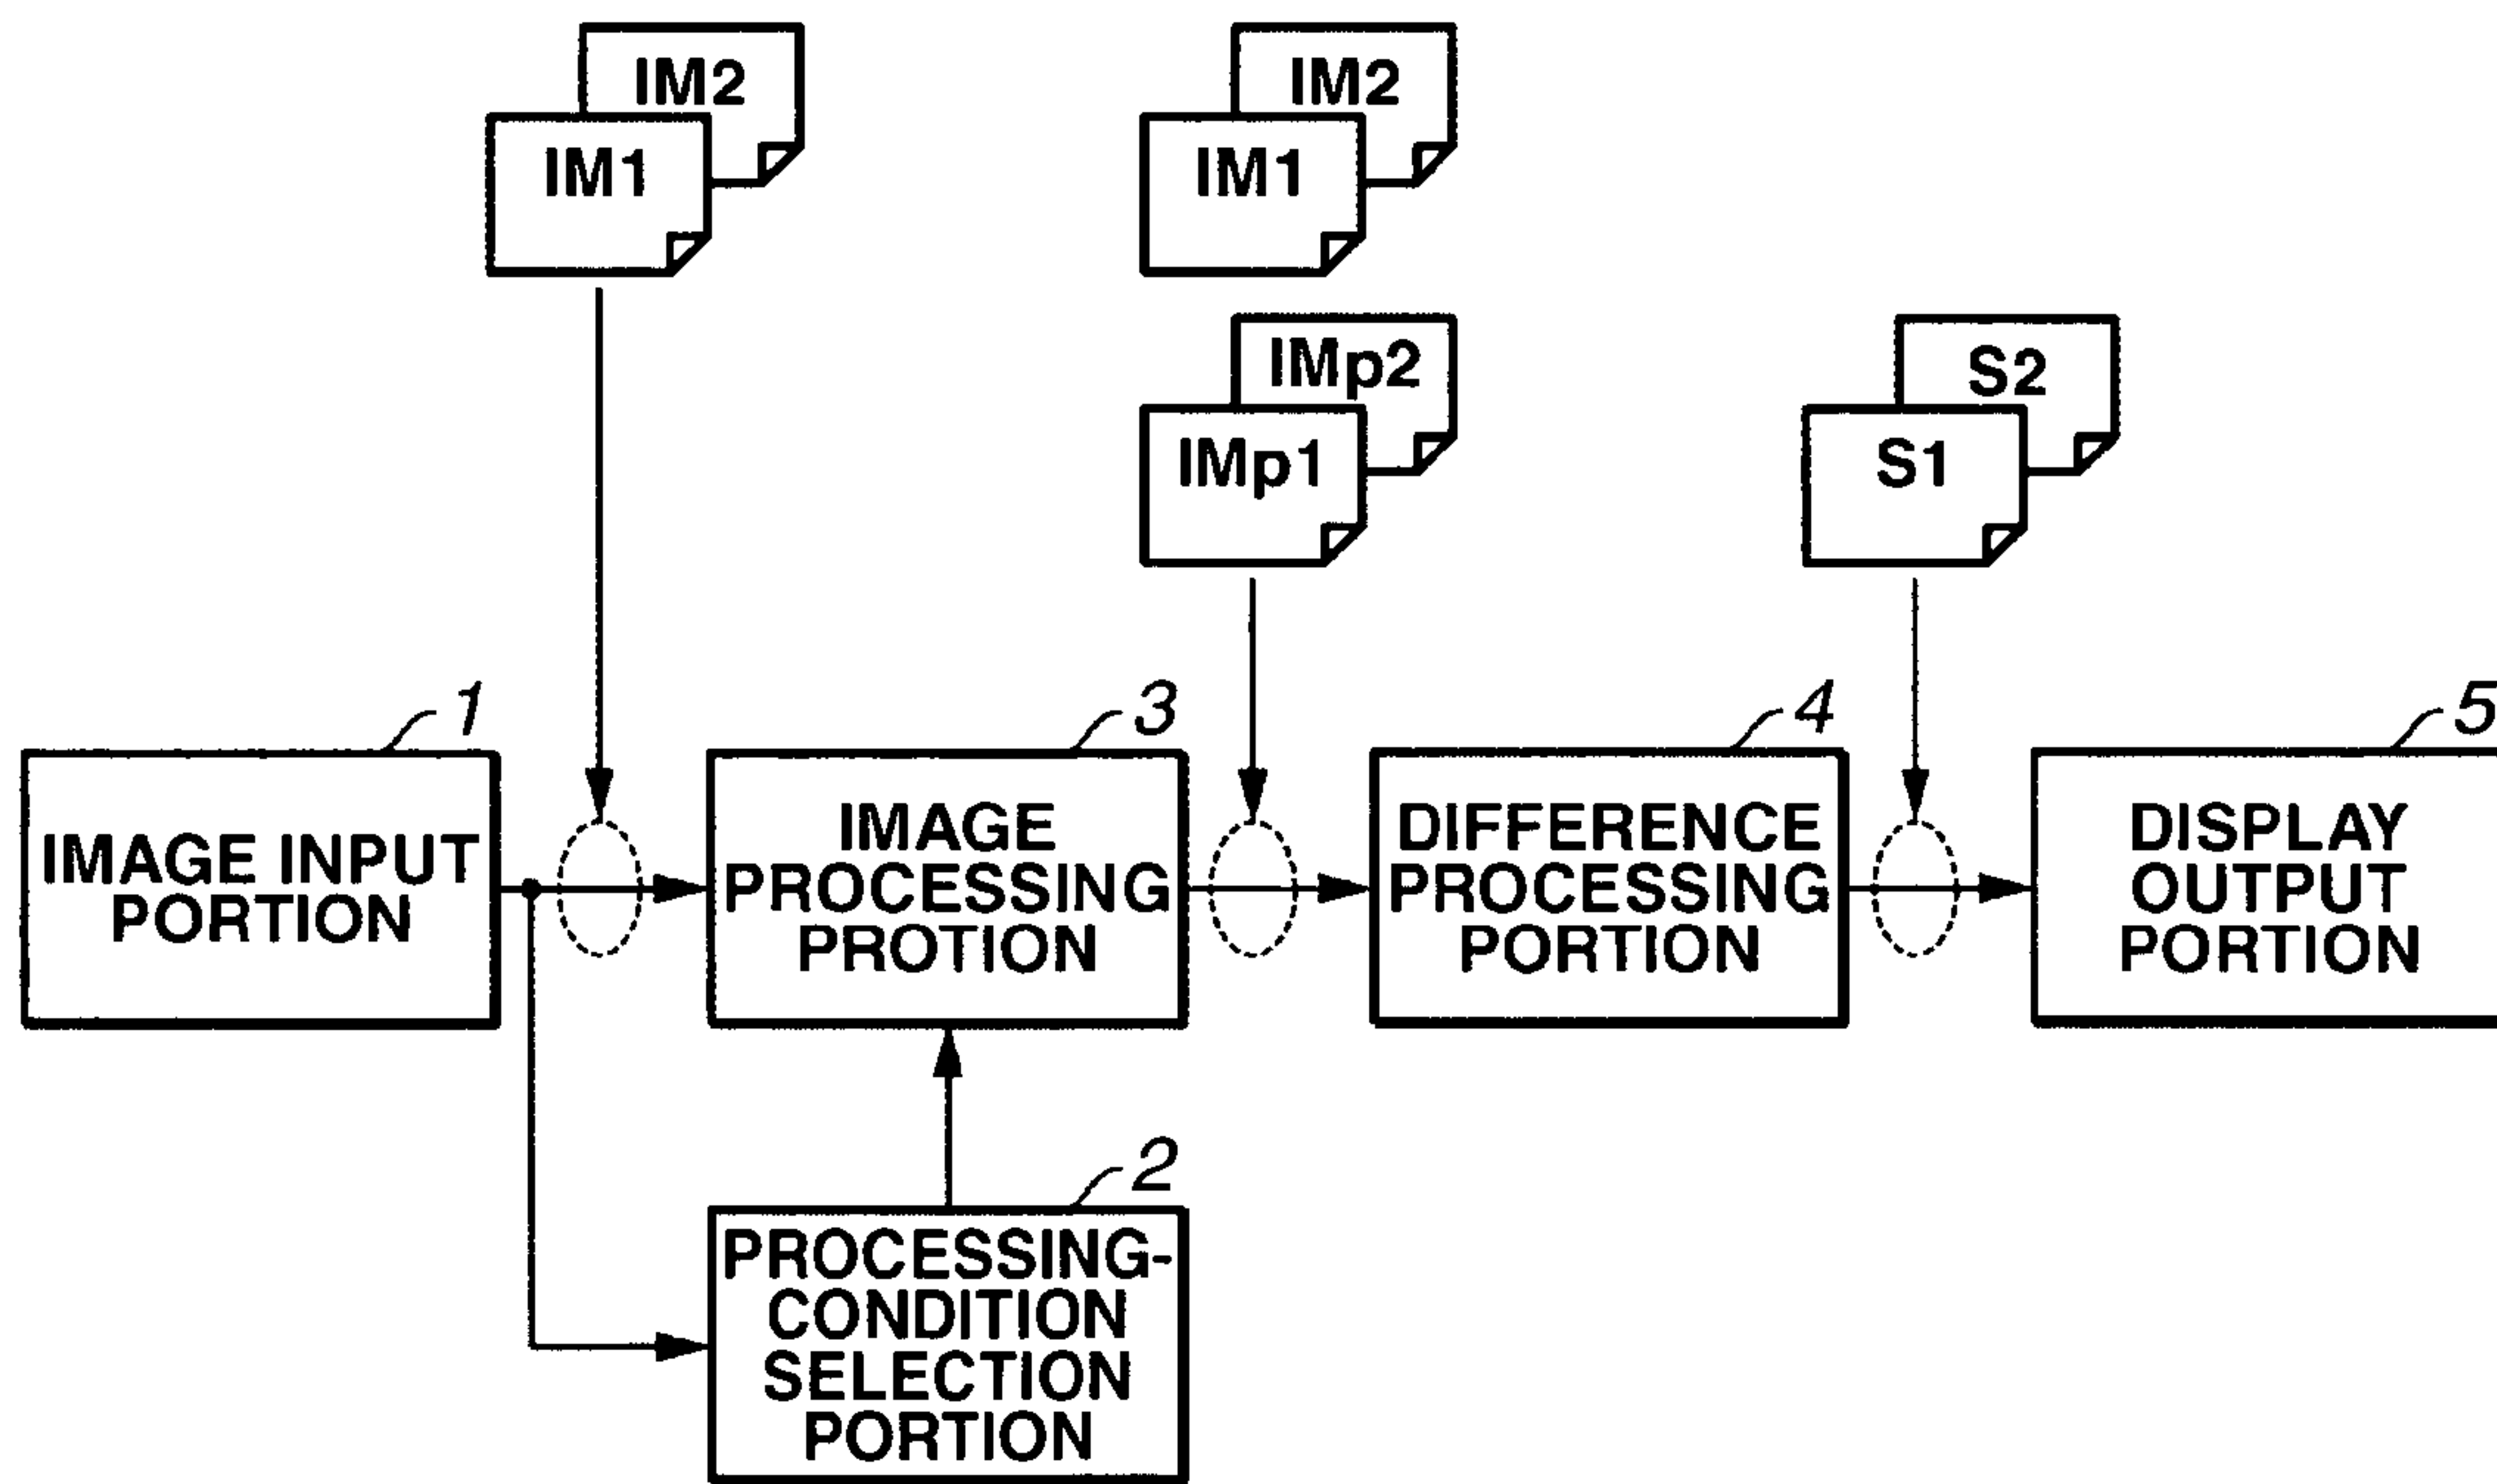 IM2
IM1
IM2
IM1
IMp2
IMp1
S2
S1
1
IMAGE INPUT
PORTION
3
IMAGE
PROCESSING
PROTION
4
DIFFERENCE
PROCESSING
PORTION
5
DISPLAY
OUTPUT
PORTION
2
PROCESSING-
CONDITION
SELECTION
PORTION